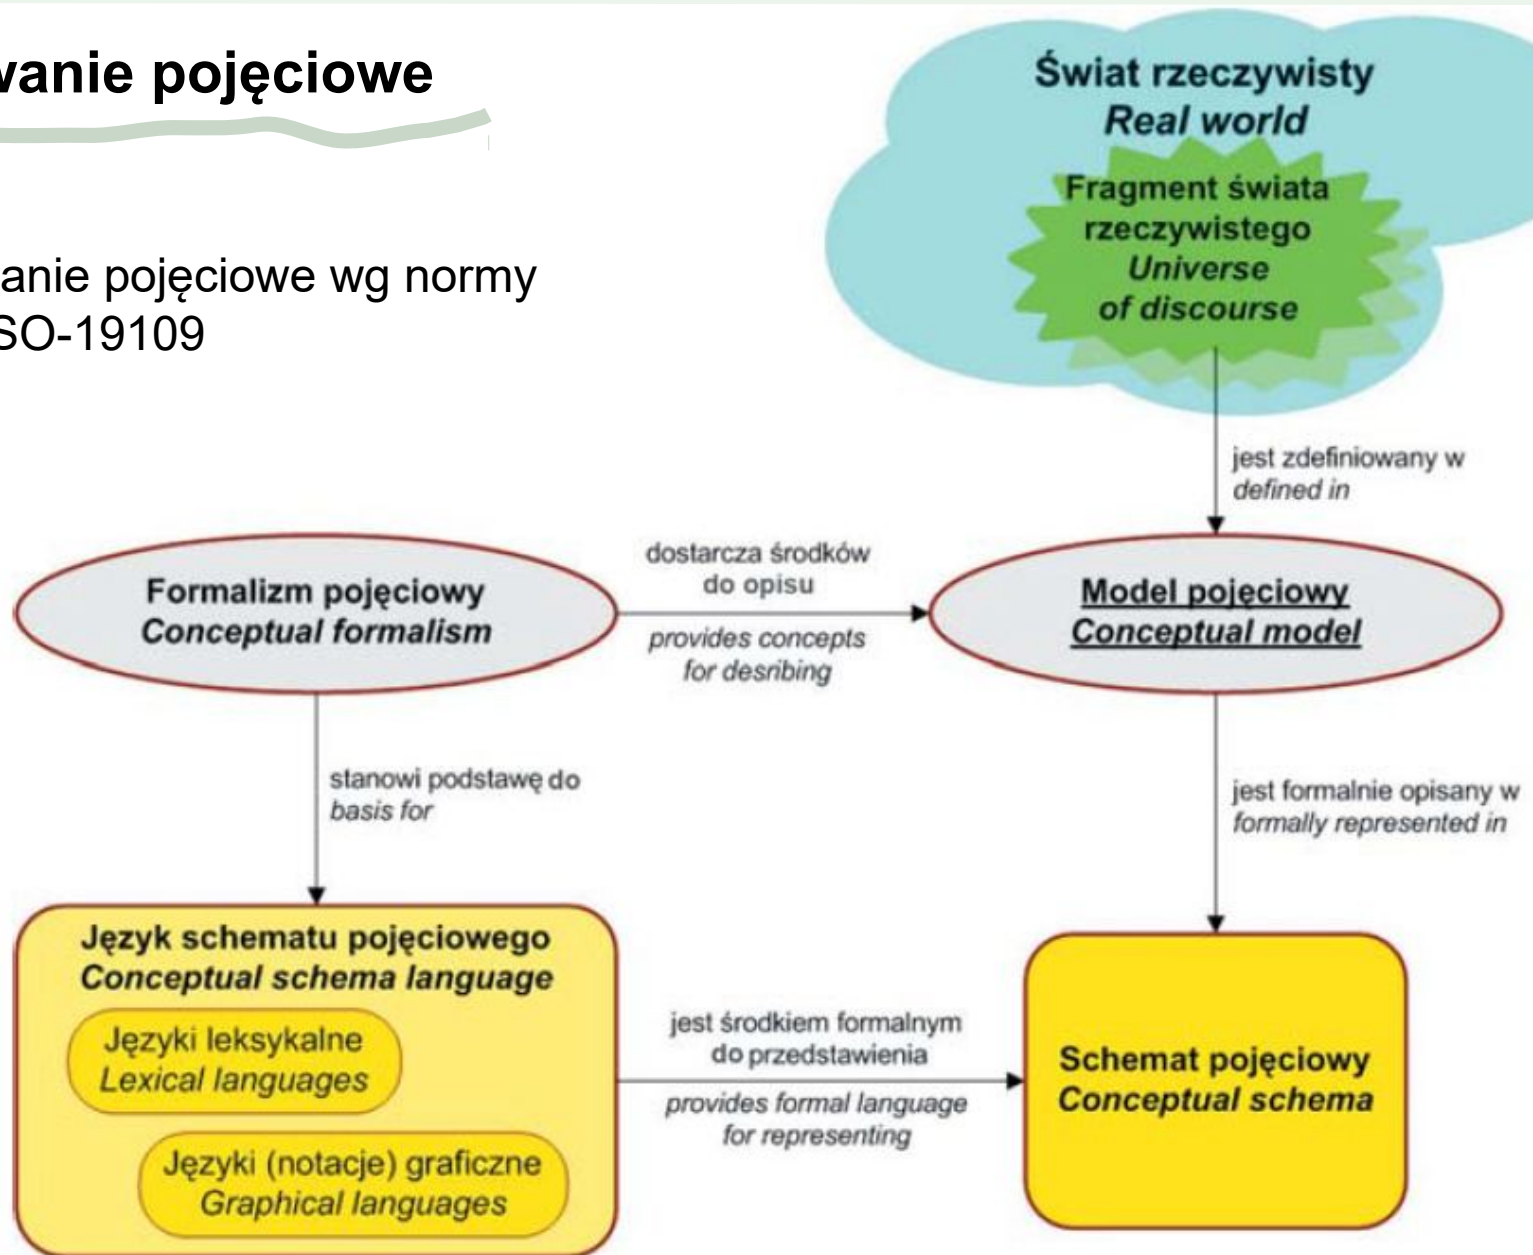 wanie pojęciowe
anie pojęciowe wg normy
SO-19109
Świat rzeczywisty
Real world
Fragment świata
rzeczywistego
Universe
of discourse
jest zdefiniowany w
defined in
Formalizm pojęciowy
Conceptual formalism
dostarcza środków
do opisu
provides concepts
for desribing
Model pojęciowy
Conceptual model
stanowi podstawę do
basis for
jest formalnie opisany w
formally represented in
Język schematu pojęciowego
Conceptual schema language
Języki leksykalne
Lexical languages
Języki (notacje) graficzne
Graphical languages
jest środkiem formalnym
do przedstawienia
provides formal language
for representing
Schemat pojęciowy
Conceptual schema